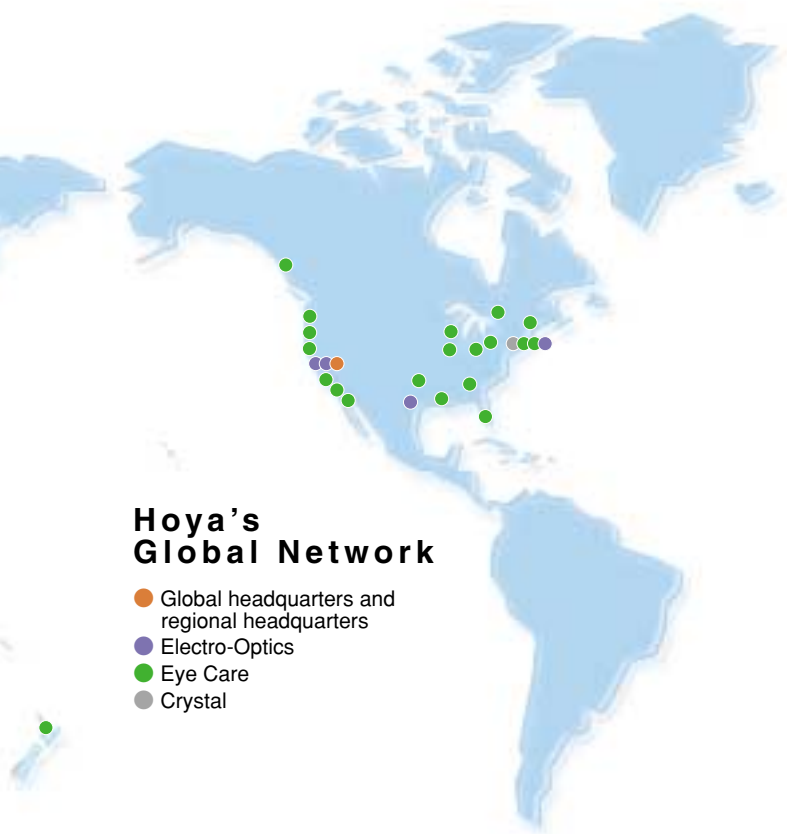 Hoya’s
Global Network
Global headquarters and
regional headquarters
Electro-Optics
Eye Care
Crystal